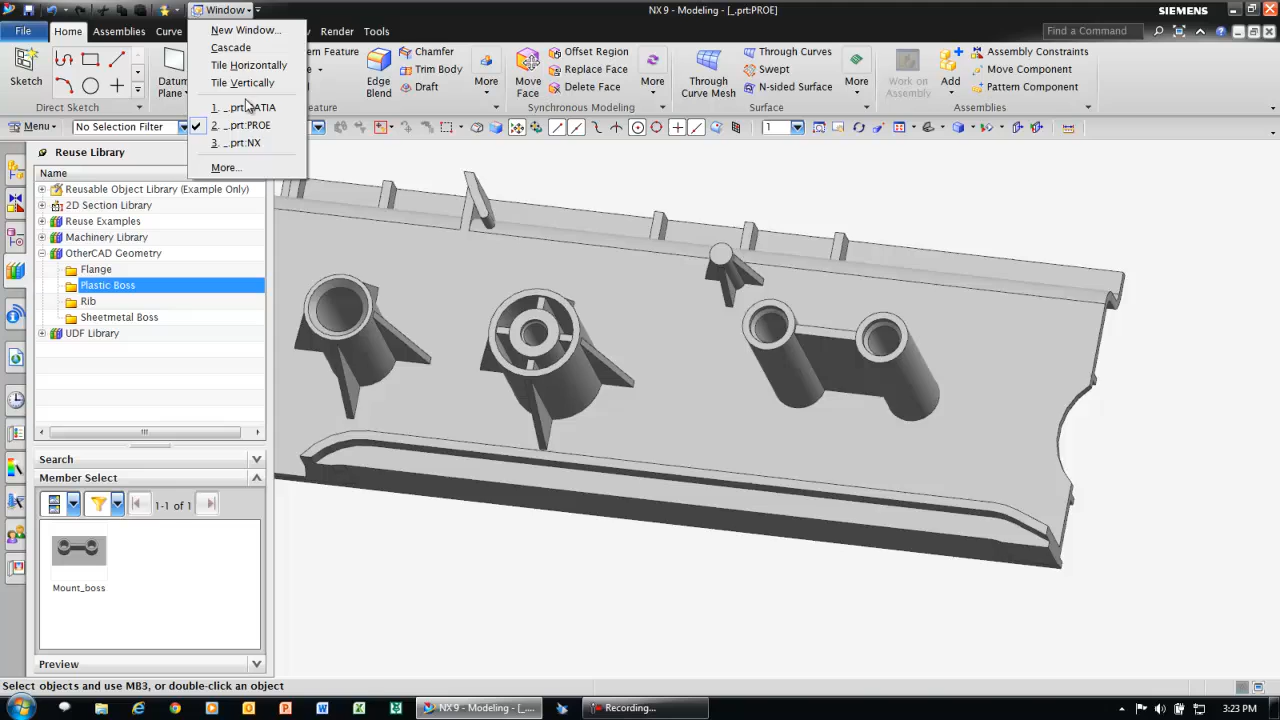 Window
NX 9 - Modeling - [_.prt:PROE]
SIEMENS
File
Home
Assemblies
Curve
Render
Tools
Find a Command
New Window...
Cascade
Tile Horizontally
Tile Vertically
2. _.prt:PROE
3. _.prt:NX
More...
Sketch
Direct Sketch
Datum
Plane
Feature
Edge
Blend
Chamfer
Trim Body
Draft
More
Move
Face
Offset Region
Replace Face
Delete Face
More
Synchronous Modeling
Through
Curve Mesh
Through Curves
Swept
N-sided Surface
More
Surface
Work on
Assembly
Add
Assembly Constraints
Move Component
Pattern Component
Assemblies
Menu
No Selection Filter
1
Reuse Library
Name
Reusable Object Library (Example Only)
2D Section Library
Reuse Examples
Machinery Library
OtherCAD Geometry
Flange
Plastic Boss
Rib
Sheetmetal Boss
UDF Library
Search
Member Select
1-1 of 1
Mount_boss
Preview
Select objects and use MB3, or double-click an object
NX 9 - Modeling - [_....
Recording...
3:23 PM